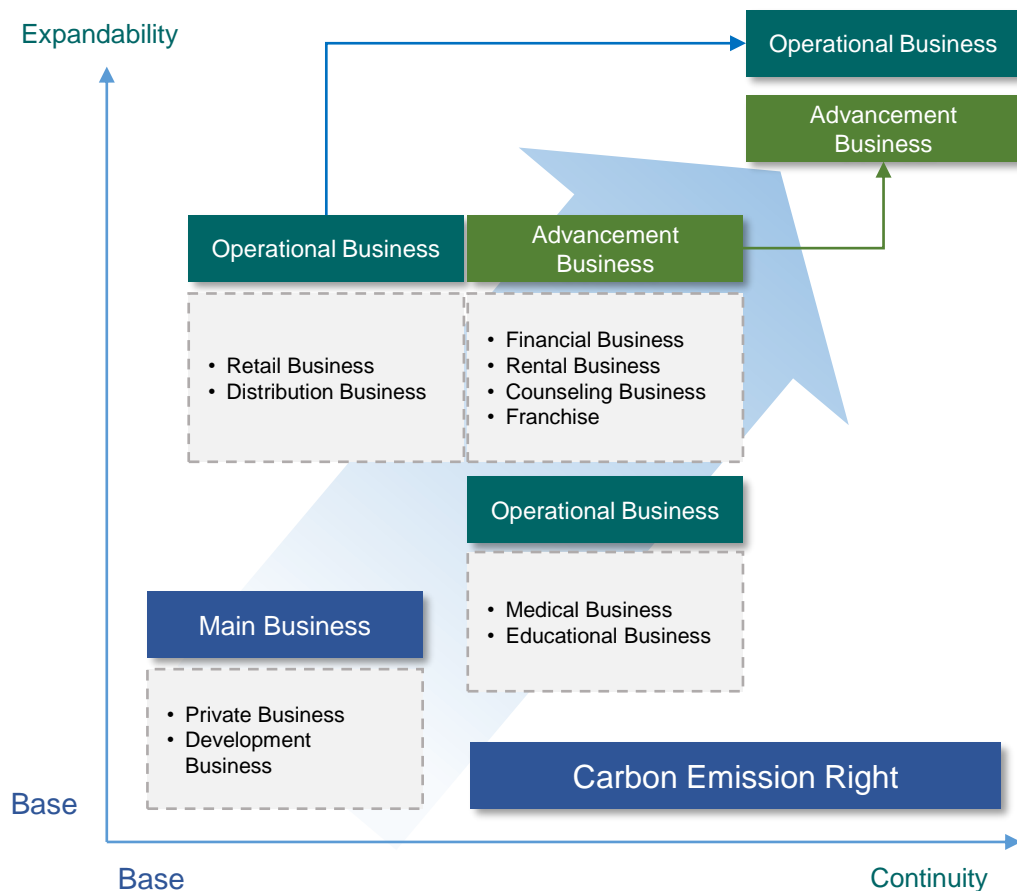 Expandability
Operational Business
Advancement
Business
Operational Business
Advancement
Business
• Retail Business
• Distribution Business
• Financial Business
• Rental Business
• Counseling Business
• Franchise
Operational Business
• Medical Business
• Educational Business
Main Business
• Private Business
• Development
Business
Carbon Emission Right
Base
Base
Continuity